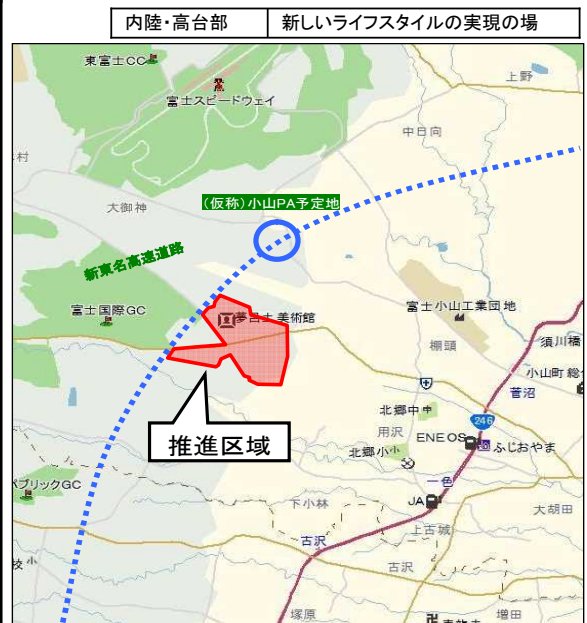 内陸・高台部 新しいライフスタイルの実現の場
東富士CC
上野
富士スピードウェイ
中日向
村
大御神
(仮称)小山PA予定地
新東名高速道路
富士国際GC
美術館
富士小山工業団地
須川橋
棚頭
小山町総
菅沼
北郷中
246
用沢
ENEOS
ふじおやま
推進区域
北郷小
一色
パブリックGC
JA
下小林
大胡田
上古城
古沢
古沢
校
塚原
増田